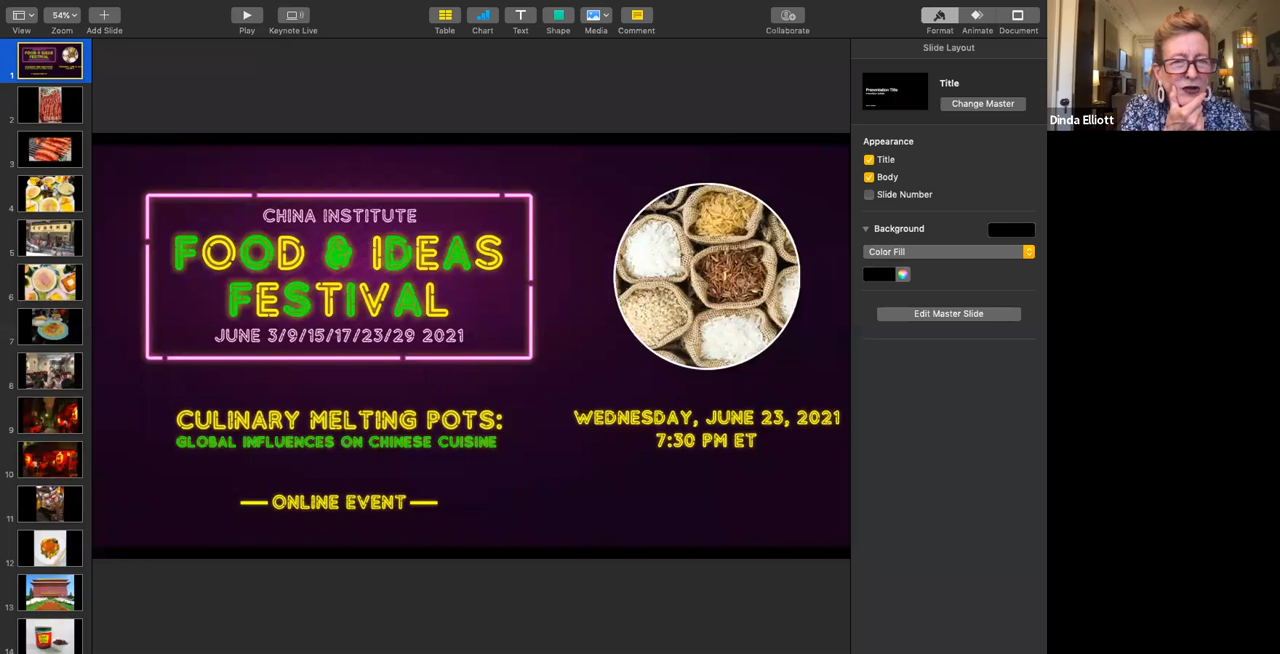 54%
View
Zoom
Add Slide
Play
Keynote Live
Table
Chart
Text
Shape
Media
Comment
Collaborate
Format
Animate
Document
1
2
3
4
5
6
7
8
9
10
11
12
13
14
CHINA INSTITUTE
FOOD & IDEAS
FESTIVAL
JUNE 3/9/15/17/23/29 2021
CULINARY MELTING POTS:
GLOBAL INFLUENCES ON CHINESE CUISINE
WEDNESDAY, JUNE 23, 2021
7:30 PM ET
ONLINE EVENT
Slide Layout
Presentation Title
Title
Change Master
Appearance
Title
Body
Slide Number
Background
Color Fill
Edit Master Slide
Dinda Elliott